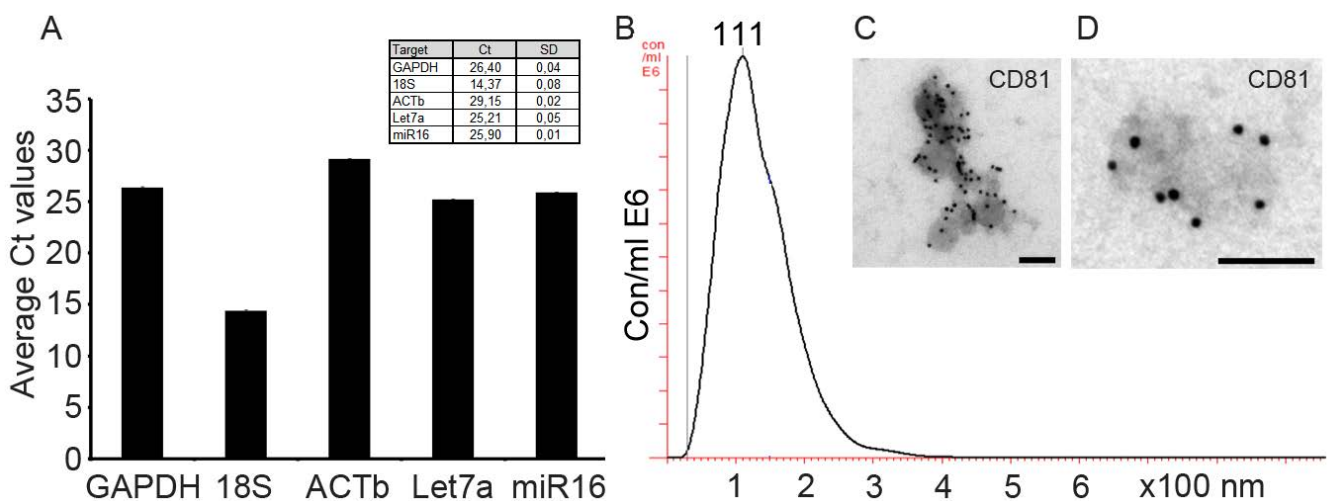 A
Target Ct SD
GAPDH 26,40 0,04
18S 14,37 0,08
ACTb 29,15 0,02
Let7a 25,21 0,05
miR16 25,90 0,01
Average Ct values
35
30
25
20
15
10
5
0
GAPDH 18S ACTb Let7a miR16
B
111
con
/ml
E6
Con/ml E6
1 2 3 4 5 6 x100 nm
C
CD81
D
CD81